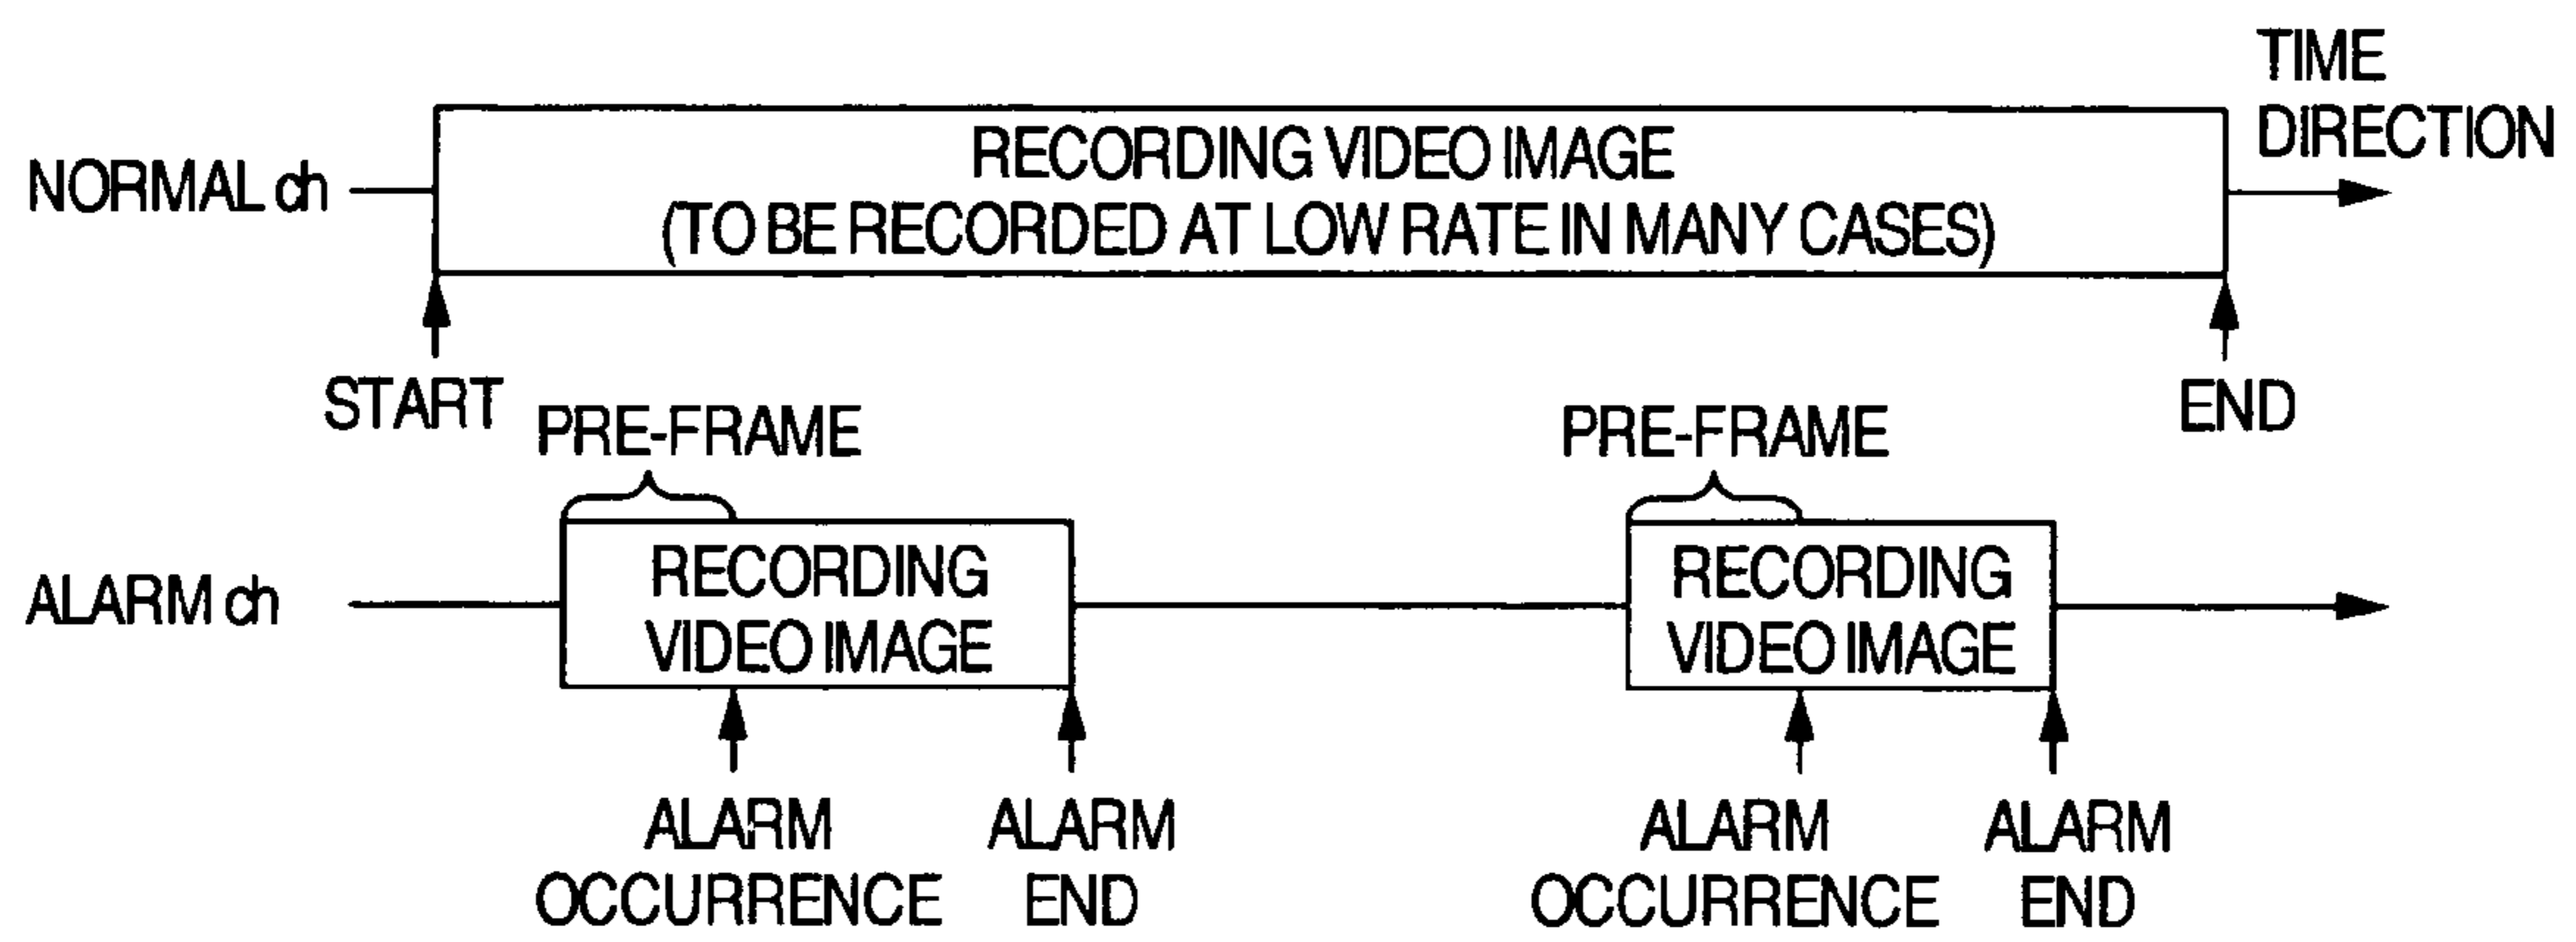 TIME
DIRECTION
NORMAL ch
RECORDING VIDEO IMAGE
(TO BE RECORDED AT LOW RATE IN MANY CASES)
START
END
PRE-FRAME
PRE-FRAME
ALARM ch
RECORDING
VIDEO IMAGE
RECORDING
VIDEO IMAGE
ALARM
OCCURRENCE
ALARM
END
ALARM
OCCURRENCE
ALARM
END